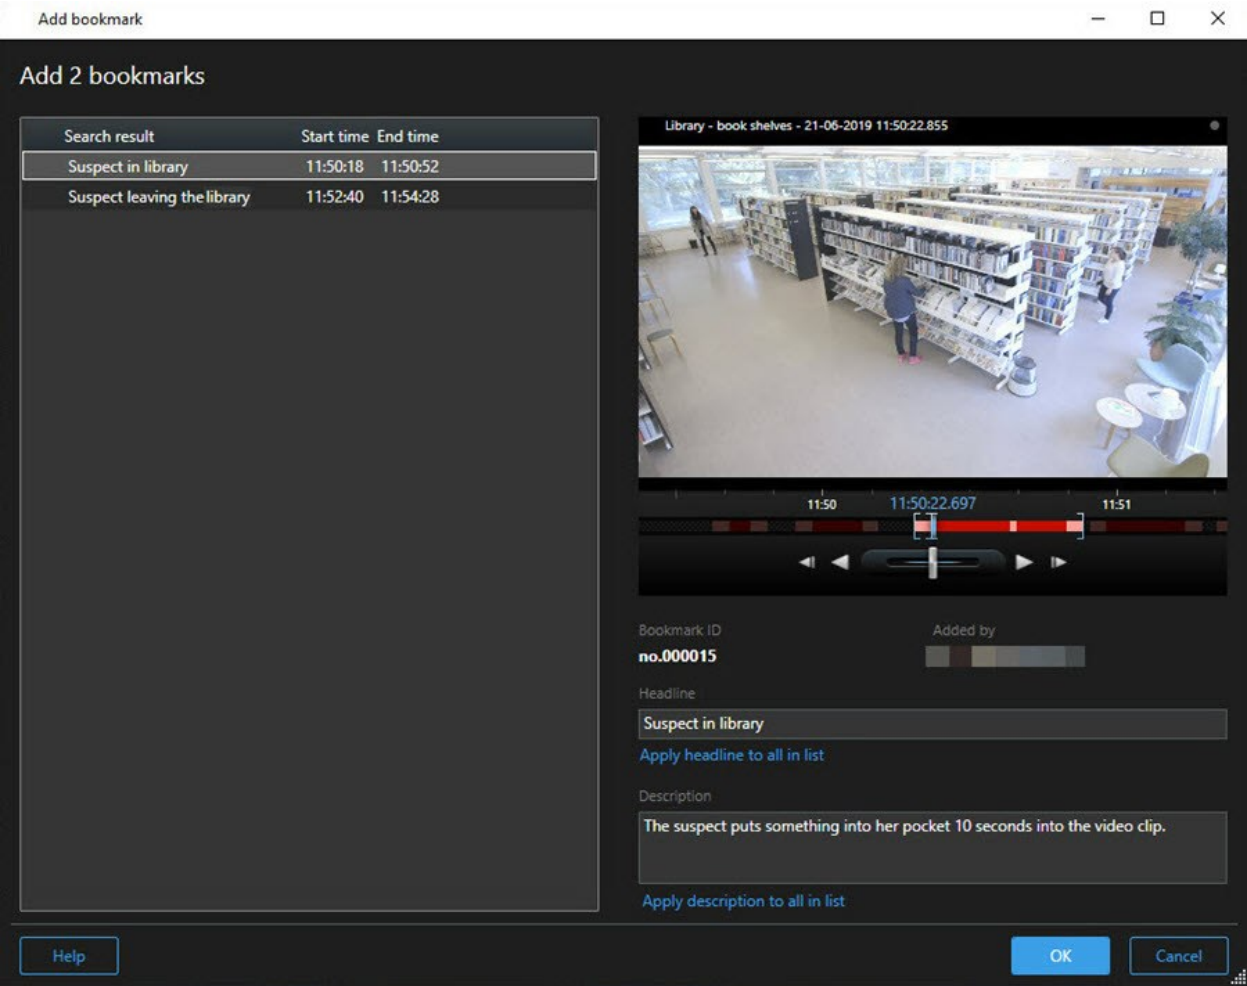 Add bookmark
Add 2 bookmarks
Search result Start time End time
Suspect in library 11:50:18 11:50:52
Suspect leaving the library 11:52:40 11:54:28
Library - book shelves - 21-06-2019 11:50:22.855
11:50 11:50:22.697 11:51
Bookmark ID Added by
no.000015
Headline
Suspect in library
Apply headline to all in list
Description
The suspect puts something into her pocket 10 seconds into the video clip.
Apply description to all in list
Help OK Cancel